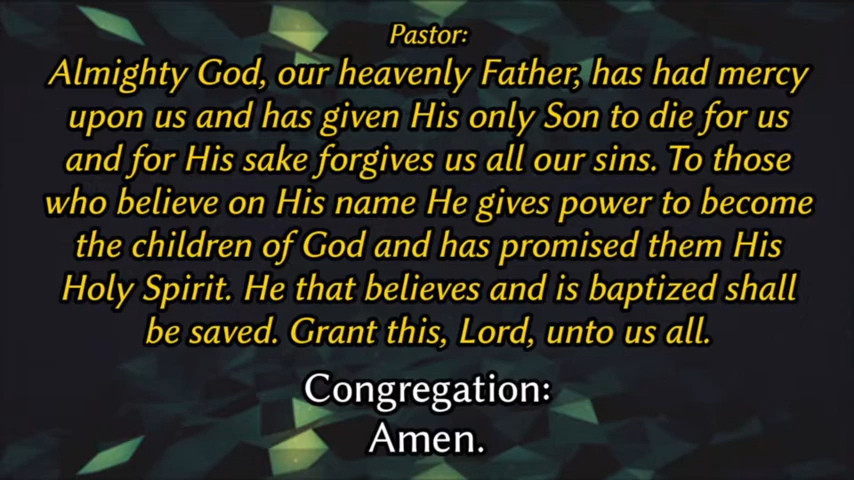 Pastor:
Almighty God, our heavenly Father, has had mercy
upon us and has given His only Son to die for us
and for His sake forgives us all our sins. To those
who believe on His name He gives power to become
the children of God and has promised them His
Holy Spirit. He that believes and is baptized shall
be saved. Grant this, Lord, unto us all.
Congregation:
Amen.